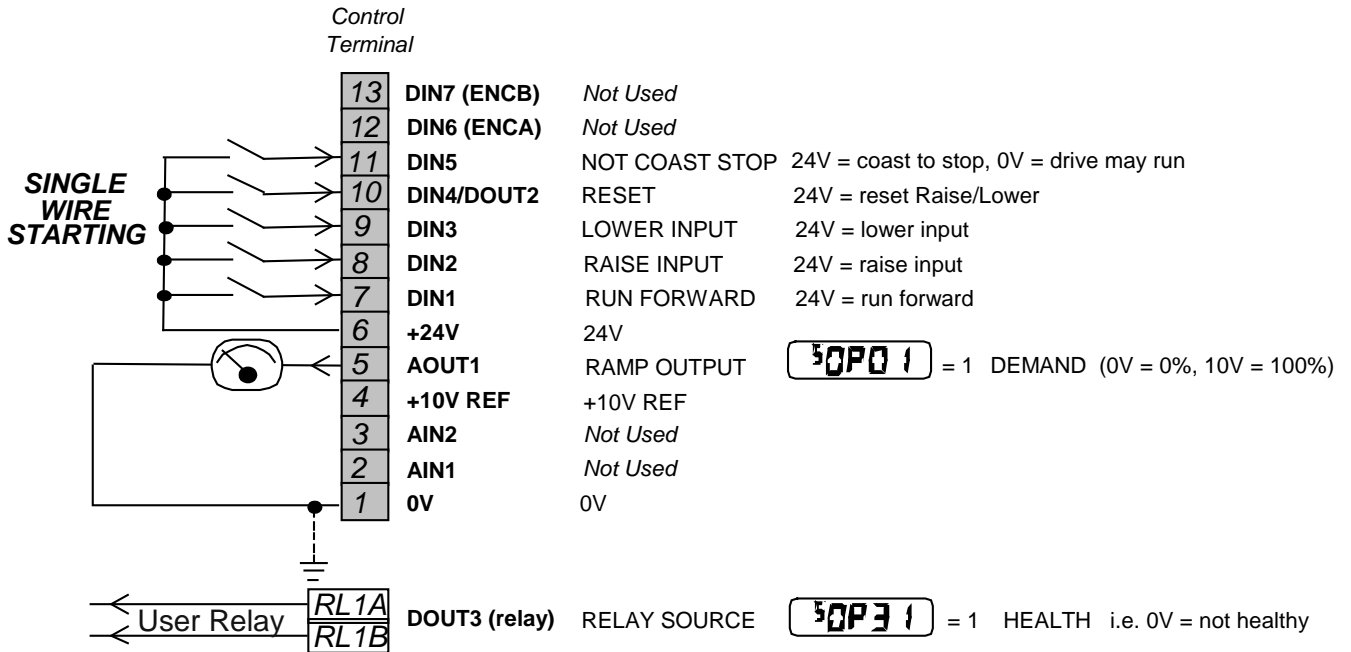 Control
Terminal
13 DIN7 (ENCB) Not Used
12 DIN6 (ENCA) Not Used
11 DIN5 NOT COAST STOP 24V = coast to stop, 0V = drive may run
10 DIN4/DOUT2 RESET 24V = reset Raise/Lower
9 DIN3 LOWER INPUT 24V = lower input
8 DIN2 RAISE INPUT 24V = raise input
7 DIN1 RUN FORWARD 24V = run forward
6 +24V 24V
5 AOUT1 RAMP OUTPUT SOP01 = 1 DEMAND (0V = 0%, 10V = 100%)
4 +10V REF +10V REF
3 AIN2 Not Used
2 AIN1 Not Used
1 0V 0V
SINGLE
WIRE
STARTING
User Relay
RL1A
RL1B
DOUT3 (relay) RELAY SOURCE SOP31 = 1 HEALTH i.e. 0V = not healthy